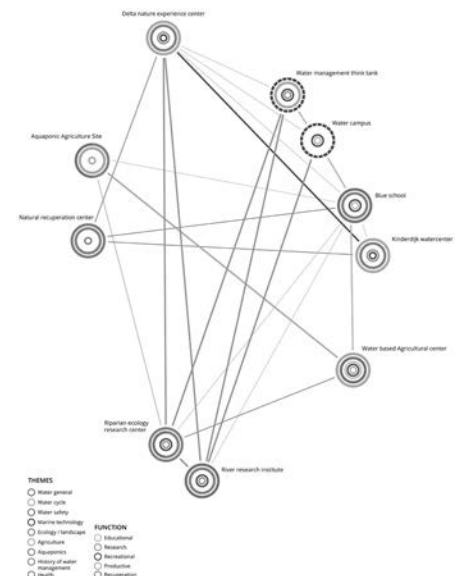 Delta nature experience center
Water management think tank
Water campus
Aquaponic Agriculture Site
Blue school
Natural recuperation center
Kinderdijk watercenter
Water based Agricultural center
Riparian ecology
research center
River research institute
THEMES
Water general
Water cycle
Water safety
Marine technology
Ecology / landscape
Agriculture
Aquaponics
History of water
management
Health
FUNCTION
Educational
Research
Recreational
Productive
Recuperation